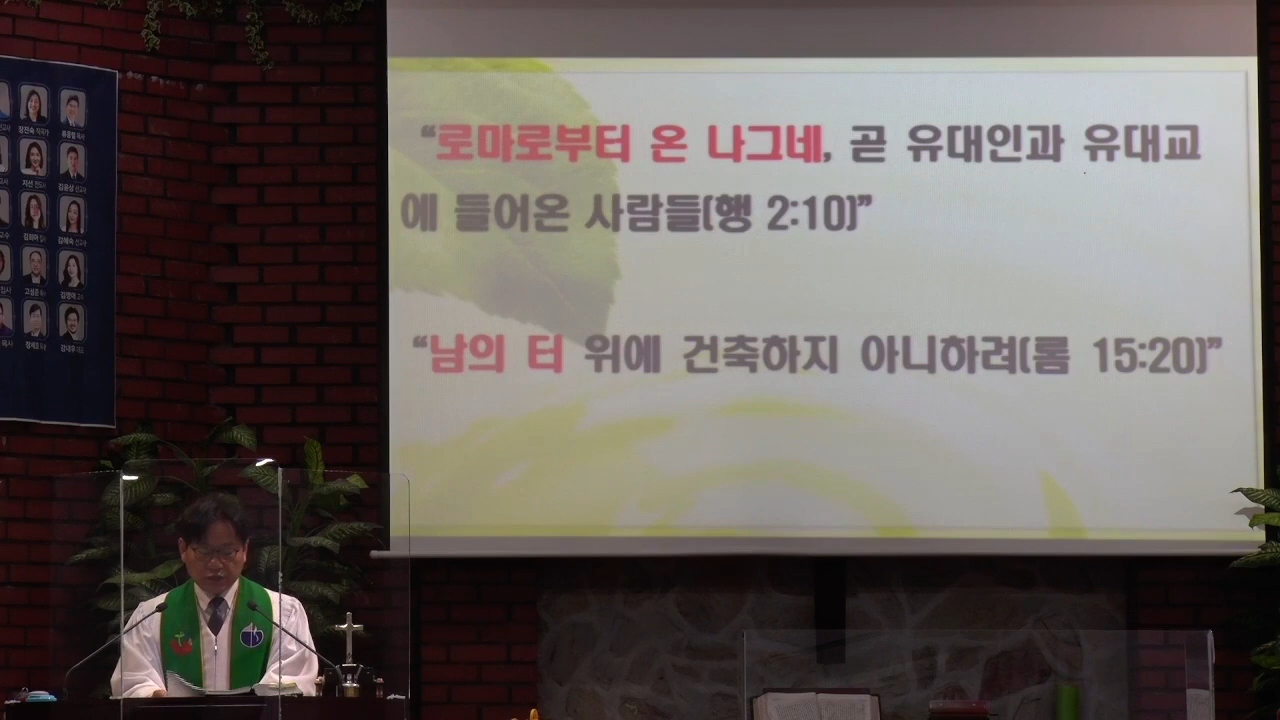 “로마로부터 온 나그네, 곧 유대인과 유대교
에 들어온 사람들(행 2:10)”
“남의 터 위에 건축하지 아니하려(롬 15:20)”